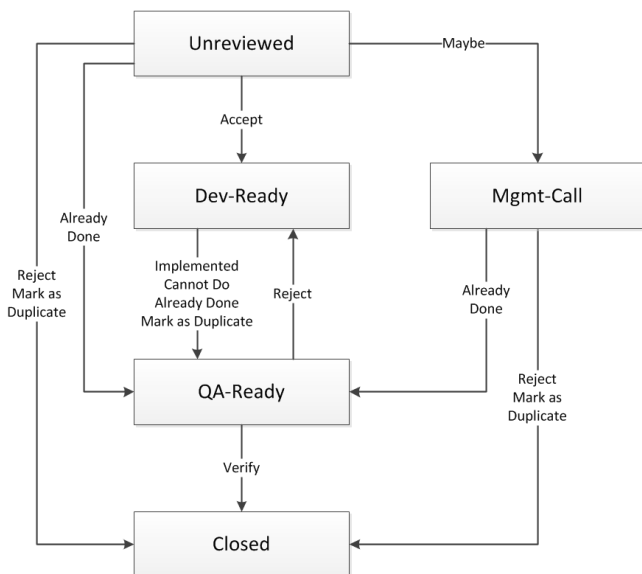 Unreviewed
Maybe
Accept
Dev-Ready
Mgmt-Call
Already
Done
Implemented
Cannot Do
Already Done
Mark as Duplicate
Reject
Already
Done
Reject
Mark as
Duplicate
QA-Ready
Reject
Mark as
Duplicate
Verify
Closed